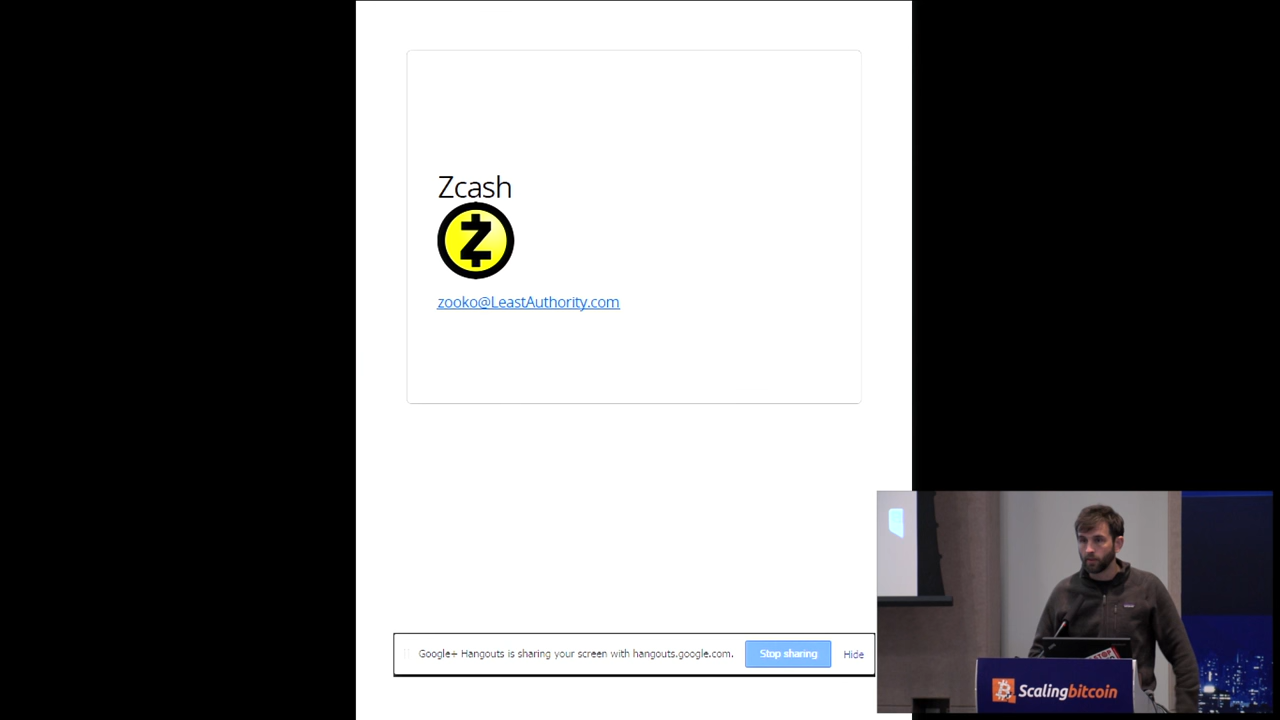 Zcash
zooko@LeastAuthority.com
Google+ Hangouts is sharing your screen with hangouts.google.com.
Stop sharing
Hide
Scalingbitcoin